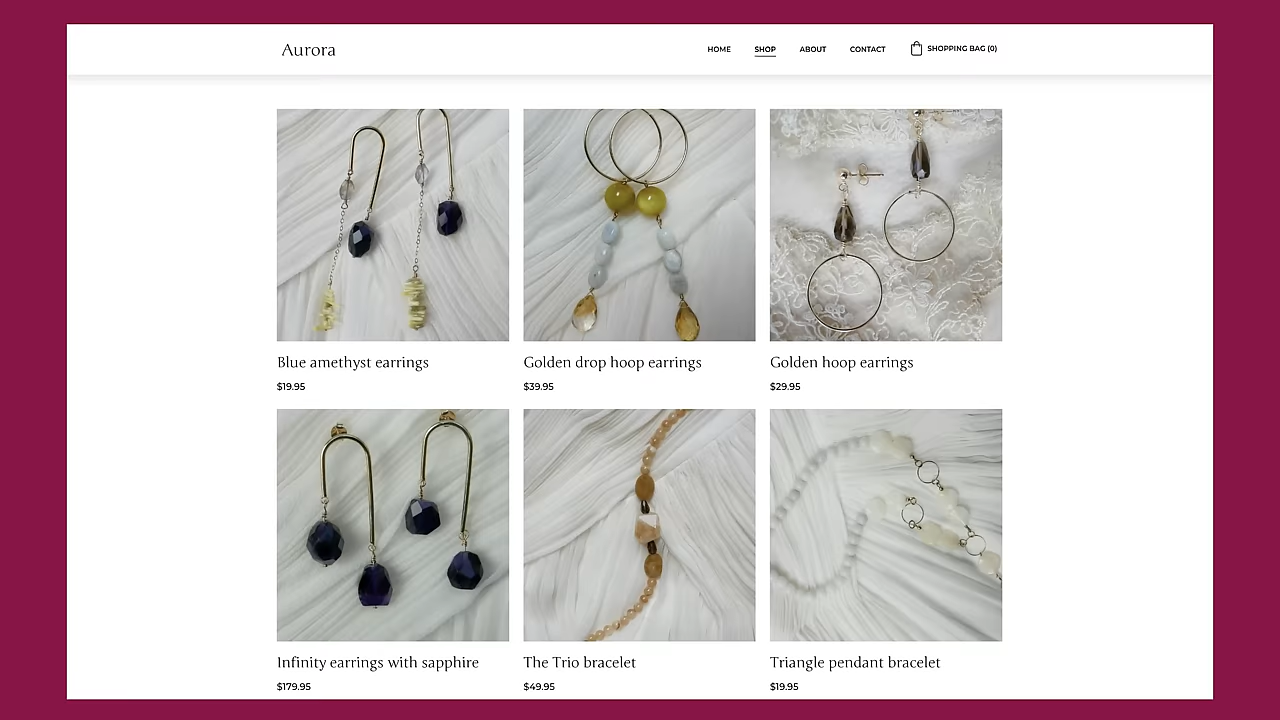 Aurora
HOME SHOP ABOUT CONTACT SHOPPING BAG (0)
Blue amethyst earrings Golden drop hoop earrings Golden hoop earrings
$19.95 $39.95 $29.95
Infinity earrings with sapphire The Trio bracelet Triangle pendant bracelet
$179.95 $49.95 $19.95